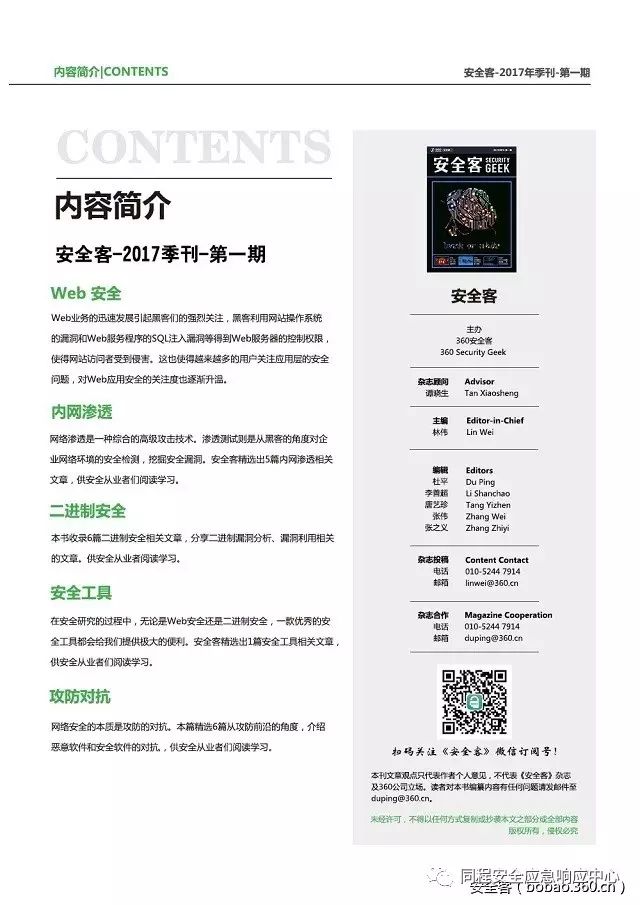 内容简介|CONTENTS
安全客-2017年季刊-第一期
CONTENTS
内容简介
安全客-2017季刊-第一期
Web 安全
Web业务的迅速发展引起黑客们的强烈关注，黑客利用网站操作系统
的漏洞和Web服务程序的SQL注入漏洞等得到Web服务器的控制权限，
使得网站访问者受到侵害。这也使得越来越多的用户关注应用层的安全
问题，对Web应用安全的关注度也逐渐升温。
内网渗透
网络渗透是一种综合的高级攻击技术。渗透测试则是从黑客的角度对企
业网络环境的安全检测，挖掘安全漏洞。安全客精选出5篇内网渗透相关
文章，供安全从业者们阅读学习。
二进制安全
本书收录6篇二进制安全相关文章，分享二进制漏洞分析、漏洞利用相关
的文章。供安全从业者阅读学习。
安全工具
在安全研究的过程中，无论是Web安全还是二进制安全，一款优秀的安
全工具都会给我们提供极大的便利。安全客精选出1篇安全工具相关文章，
供安全从业者们阅读学习。
攻防对抗
网络安全的本质是攻防的对抗。本篇精选6篇从攻防前沿的角度，介绍
恶意软件和安全软件的对抗，，供安全从业者们阅读学习。
安全客 SECURITY GEEK
安全客
主办
360安全客
360 Security Geek
杂志顾问 Advisor
谭晓生 Tan Xiaosheng
主编 Editor-in-Chief
林伟 Lin Wei
编辑 Editors
杜平 Du Ping
李善超 Li Shanchao
唐艺珍 Tang Yizhen
张伟 Zhang Wei
张之义 Zhang Zhiyi
杂志投稿 Content Contact
电话 010-5244 7914
邮箱 linwei@360.cn
杂志合作 Magazine Cooperation
电话 010-5244 7914
邮箱 duping@360.cn
扫码关注《安全客》微信订阅号！
本刊文章观点只代表作者个人意见，不代表《安全客》杂志
及360公司立场。读者对本书编纂内容有任何问题请发邮件至
duping@360.cn。
未经许可，不得以任何方式复制或抄袭本文之部分或全部内容
版权所有，侵权必究
同程安全应急响应中心
安全客（bobao.360.cn）